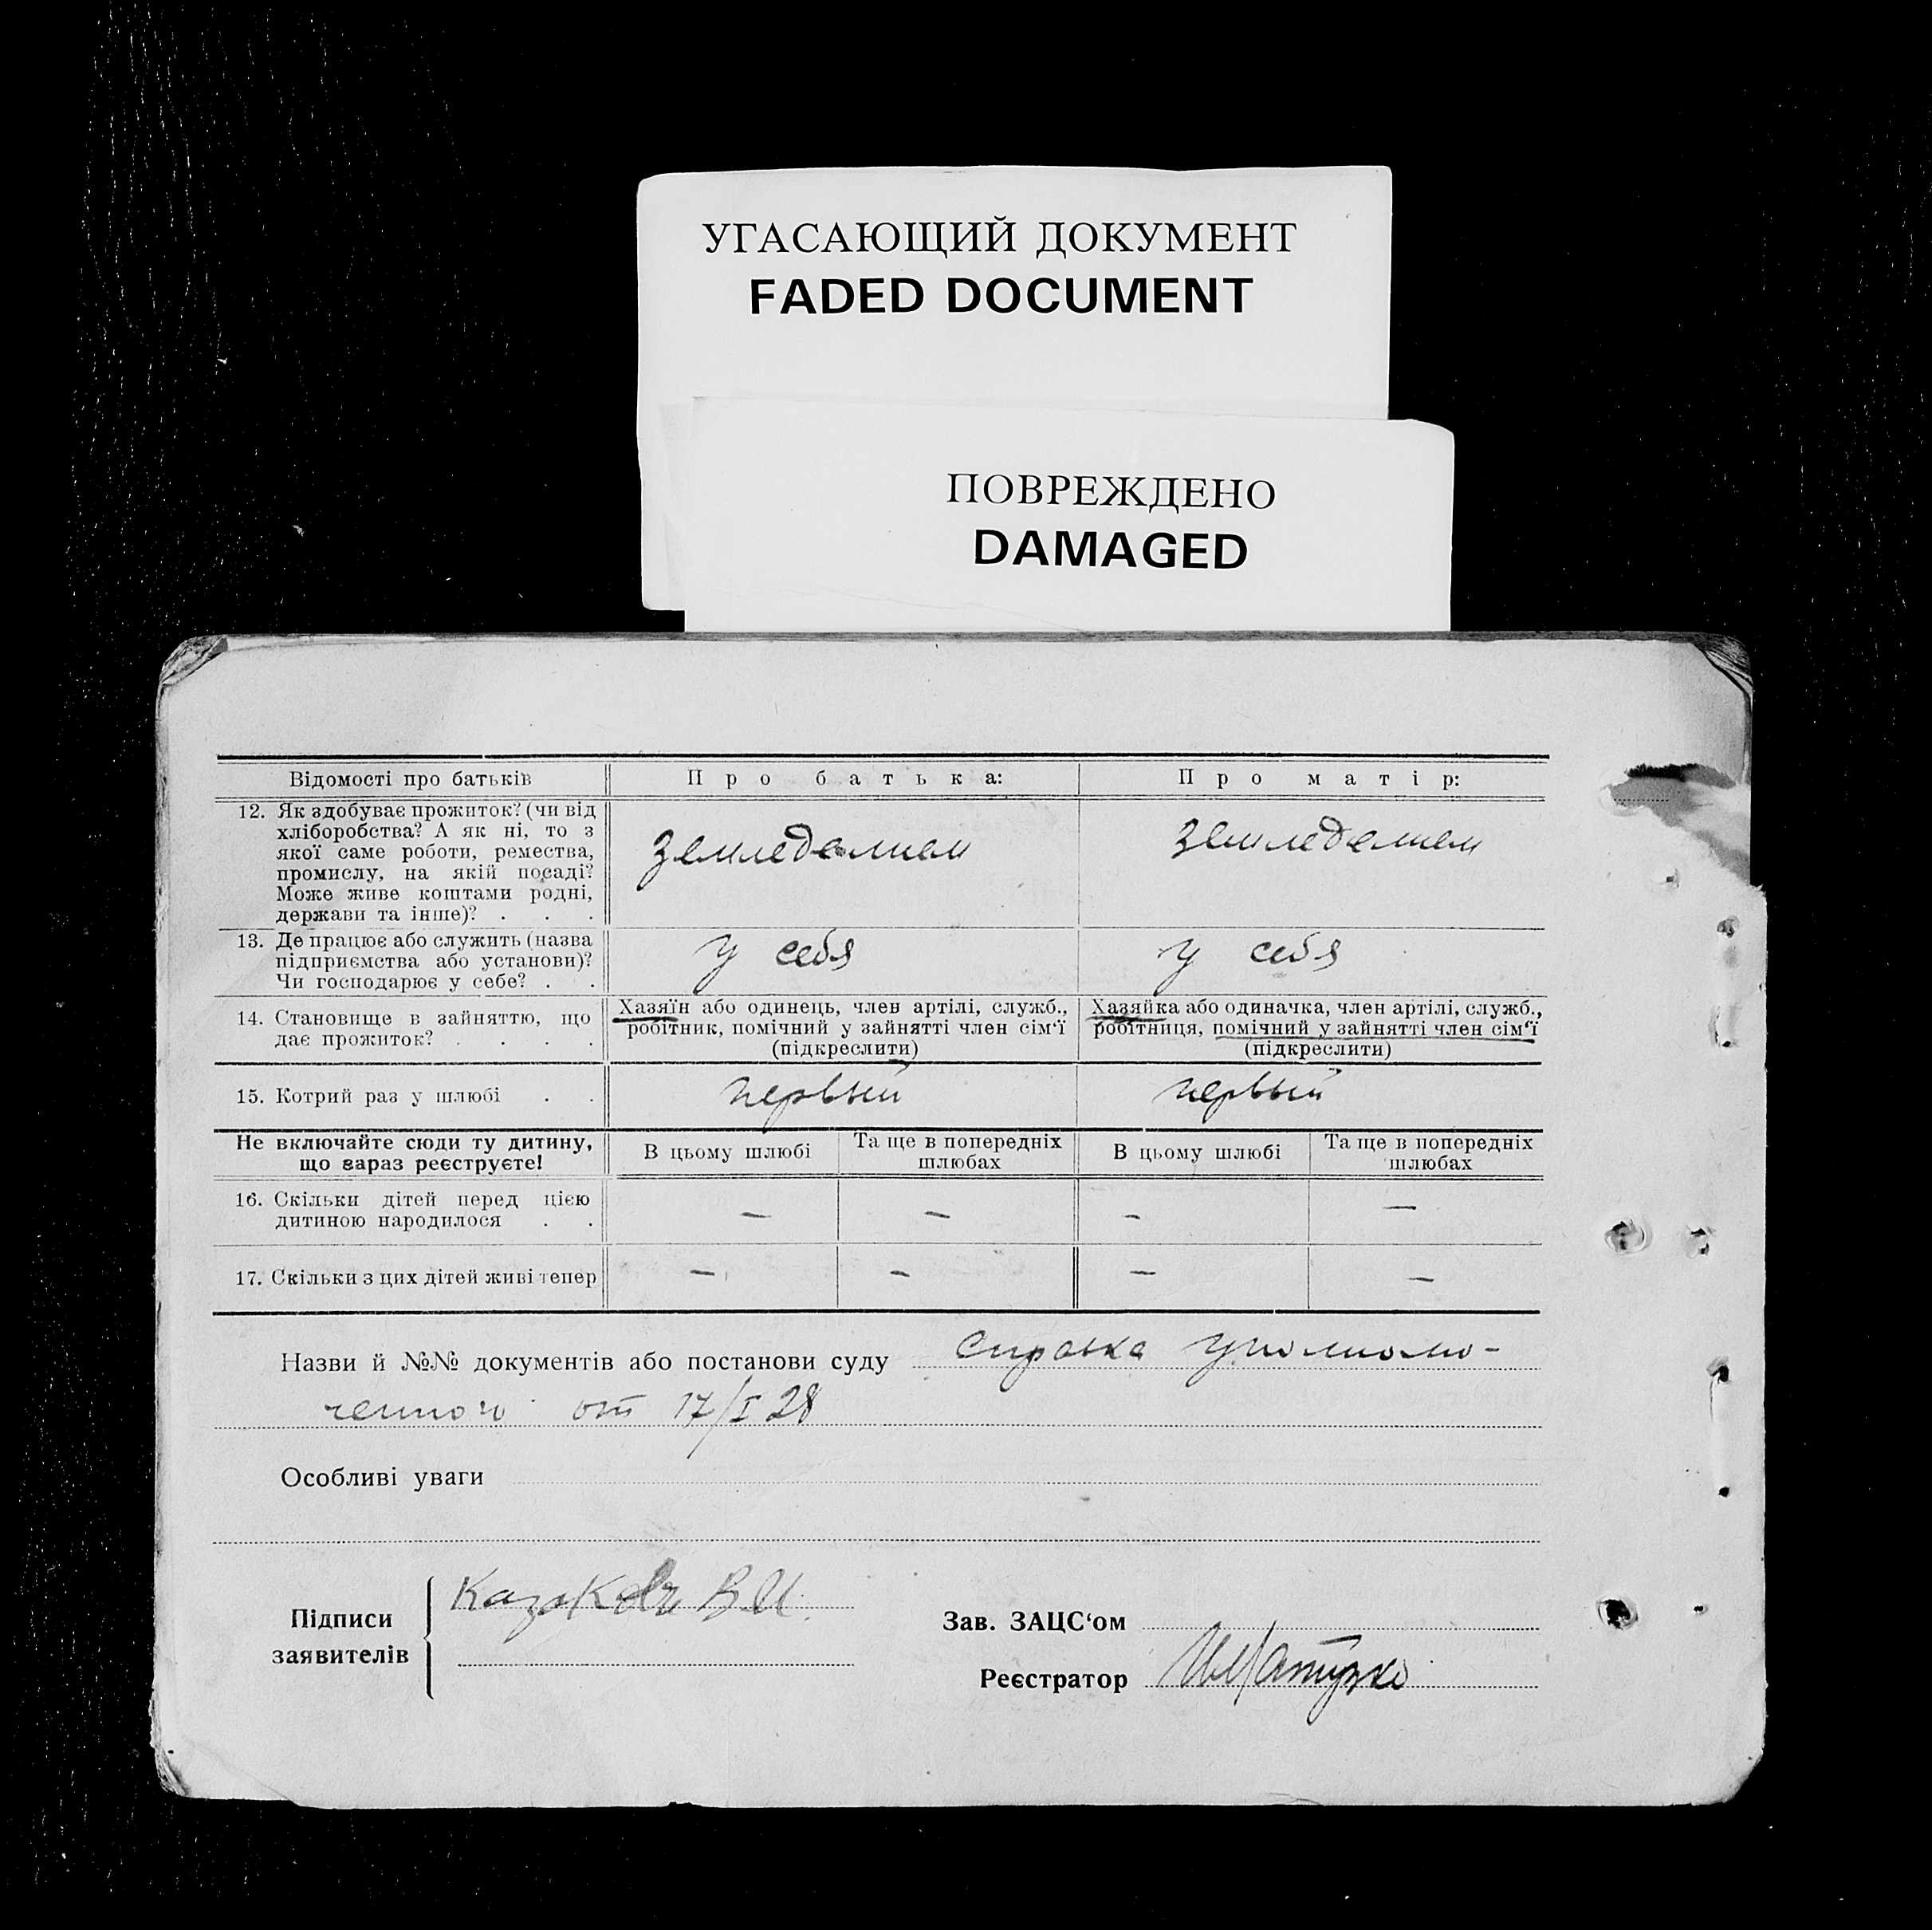 УГАСАЮЩИЙ ДОКУМЕНТ
FADED DOCUMENT
ПОВРЕЖДЕНО
DAMAGED
Відомості про батьків Про батька: Про матір:
12. Як здобуває прожиток? (чи від
хліборобства? А як ні, то з
якої саме роботи, ремества,
промислу, на якій посаді?
Може живе коштами родні,
держави та інше)? . . .
земледелием земледелием
13. Де працює або служить (назва
підприємства або установи)?
Чи господарює у себе? . .
у себя у себя
14. Становище в зайняттю, що
дає прожиток? . . . .
Хазяїн або одинець, член артілі, служб.,
робітник, помічний у зайнятті член сім'ї
(підкреслити)
Хазяйка або одиначка, член артілі, служб.,
робітниця, помічний у зайнятті член сім'ї
(підкреслити)
15. Котрий раз у шлюбі . . первый первый
Не включайте сюди ту дитину,
що зараз реєструєте!
В цьому шлюбі
Та ще в попередніх
шлюбах
В цьому шлюбі
Та ще в попередніх
шлюбах
16. Скільки дітей перед цією
дитиною народилося . .
— — — —
17. Скільки з цих дітей живі тепер — — — —
Назви й №№ документів або постанови суду справка уполномо-
ченного от 17/I 28
Особливі уваги
Підписи
заявителів
Казаковъ В И.
Зав. ЗАЦС'ом
Реєстратор